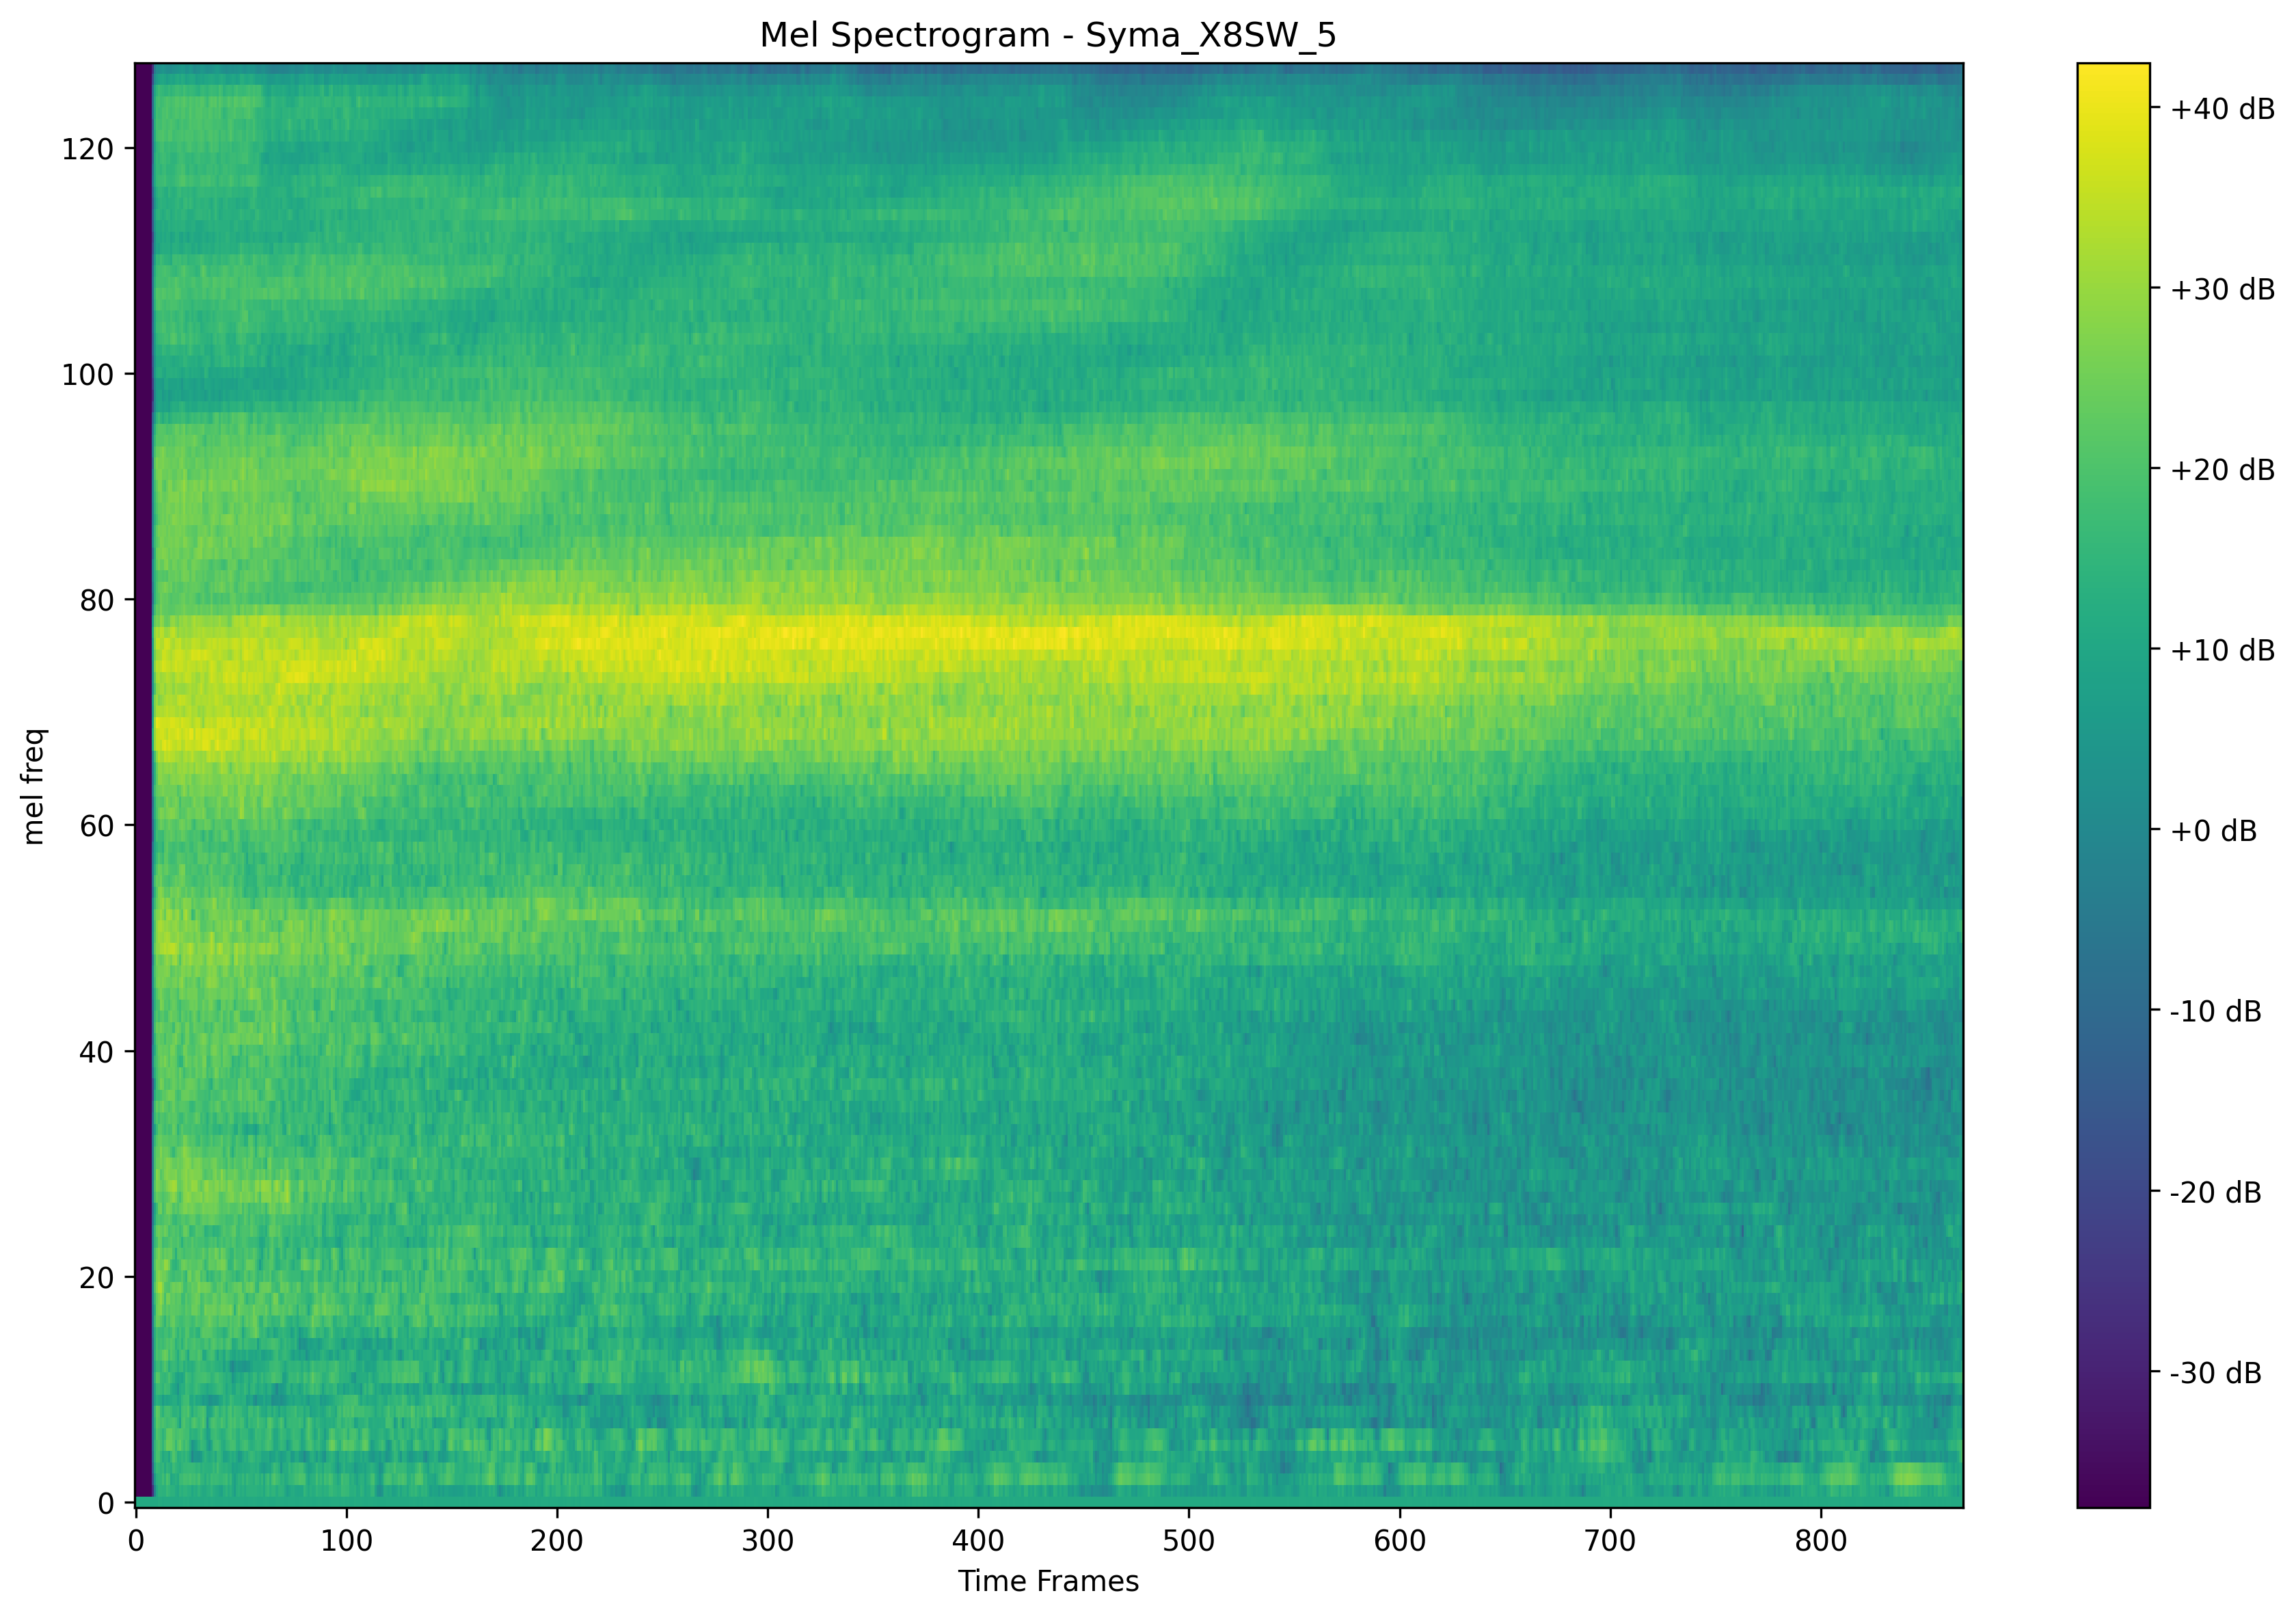 Mel Spectrogram - Syma_X8SW_5
mel freq
120
100
80
60
40
20
0
0 100 200 300 400 500 600 700 800
Time Frames
+40 dB
+30 dB
+20 dB
+10 dB
+0 dB
-10 dB
-20 dB
-30 dB